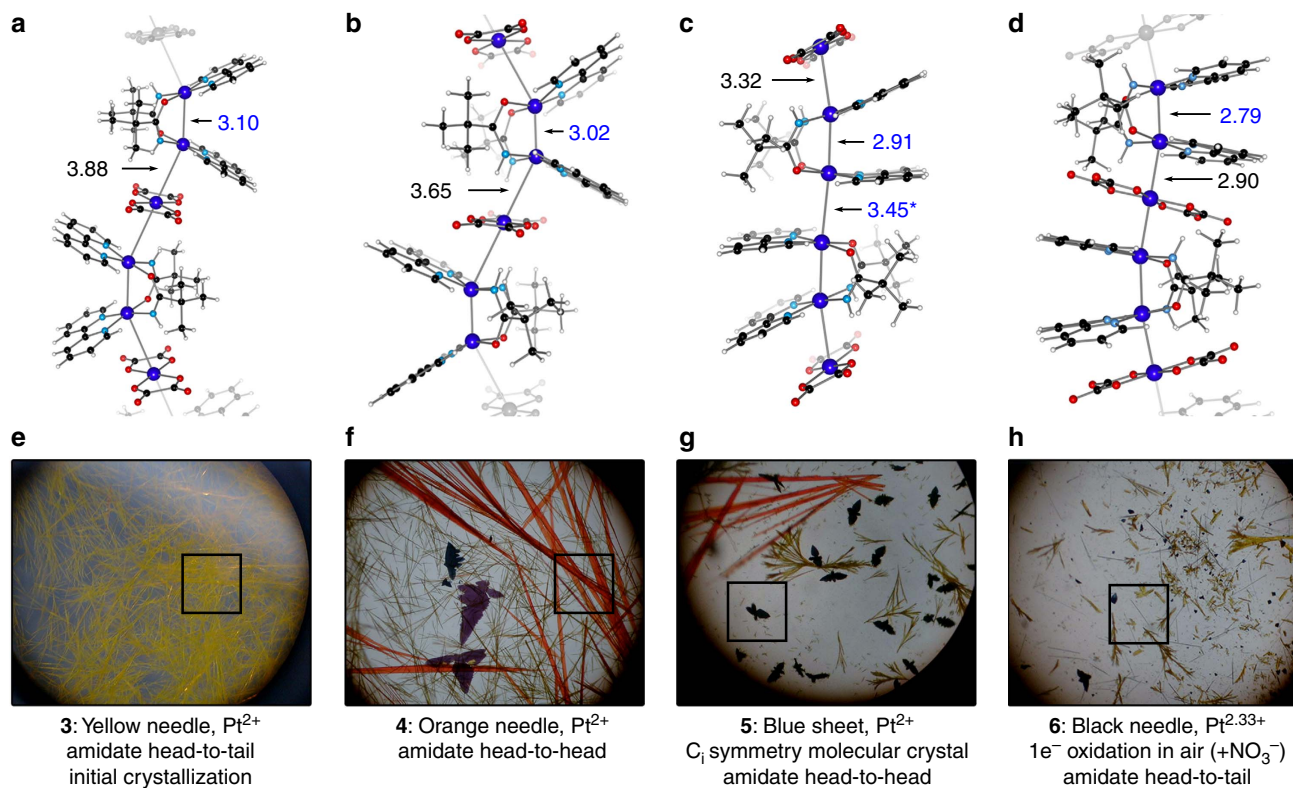 a
b
c
d
3.10
3.88
3.02
3.65
3.32
2.91
3.45*
2.79
2.90
e
f
g
h
3: Yellow needle, Pt²⁺
amidate head-to-tail
initial crystallization
4: Orange needle, Pt²⁺
amidate head-to-head
5: Blue sheet, Pt²⁺
Cᵢ symmetry molecular crystal
amidate head-to-head
6: Black needle, Pt²·³³⁺
1e⁻ oxidation in air (+NO₃⁻)
amidate head-to-tail